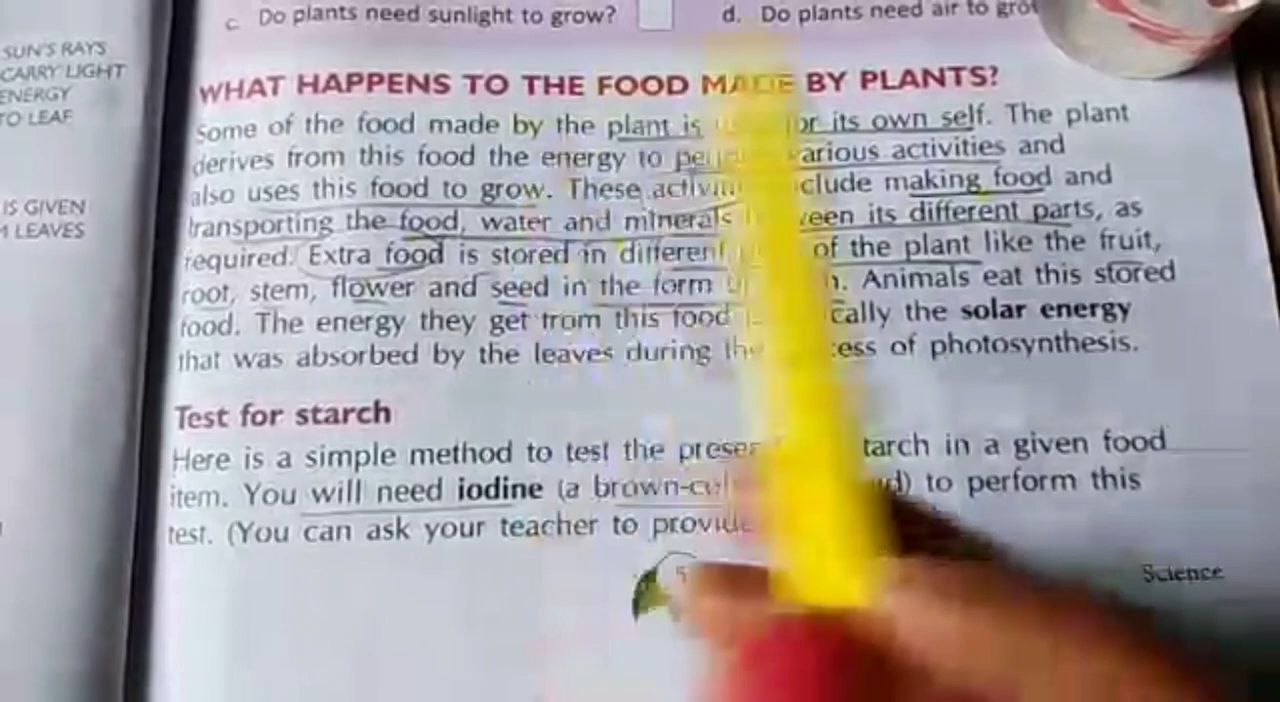 c. Do plants need sunlight to grow? d. Do plants need air to
SUN'S RAYS
CARRY LIGHT
ENERGY
TO LEAF
IS GIVEN
LEAVES
WHAT HAPPENS TO THE FOOD MADE BY PLANTS?
Some of the food made by the plant is for its own self. The plant
derives from this food the energy to various activities and
also uses this food to grow. These making food and
transporting the food, water and minerals its different parts, as
required. Extra food is stored in different of the plant like the fruit,
root, stem, flower and seed in the form Animals eat this stored
food. The energy they get from this food the solar energy
that was absorbed by the leaves during of photosynthesis.
Test for starch
Here is a simple method to test the starch in a given food
item. You will need iodine (a to perform this
test. (You can ask your teacher to
Science